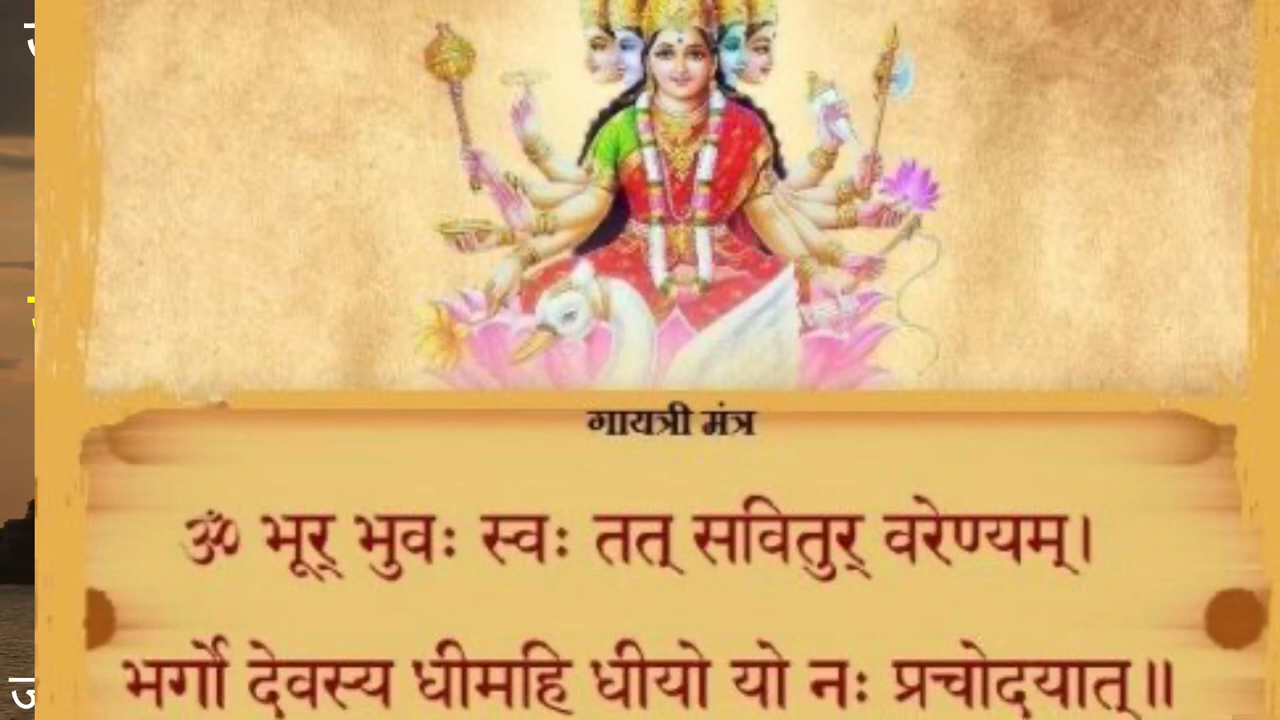 गायत्री मंत्र
ॐ भूर् भुवः स्वः तत् सवितुर् वरेण्यम्।
भर्गो देवस्य धीमहि धीयो यो नः प्रचोदयात्॥